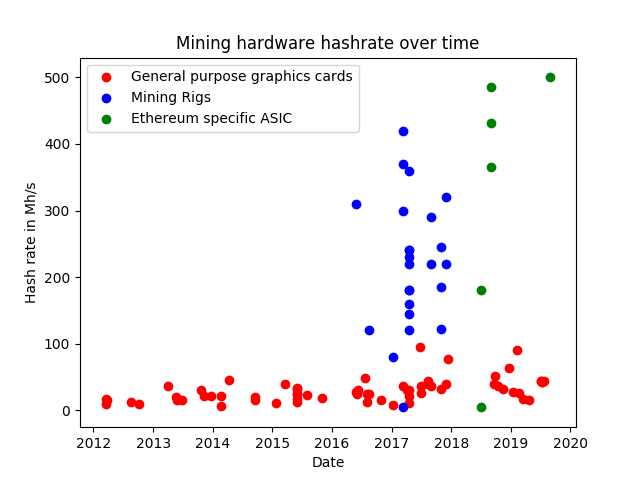 Mining hardware hashrate over time
General purpose graphics cards
Mining Rigs
Ethereum specific ASIC
500
400
300
200
100
0
Hash rate in Mh/s
2012 2013 2014 2015 2016 2017 2018 2019 2020
Date